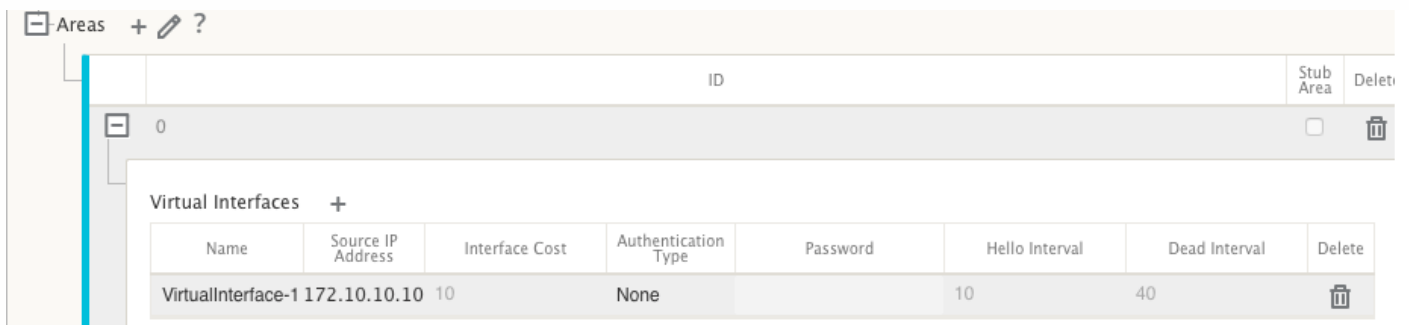 Areas + ?
ID Stub Area Delet
0
Virtual Interfaces +
Name Source IP Address Interface Cost Authentication Type Password Hello Interval Dead Interval Delete
VirtualInterface-1 172.10.10.10 10 None 10 40